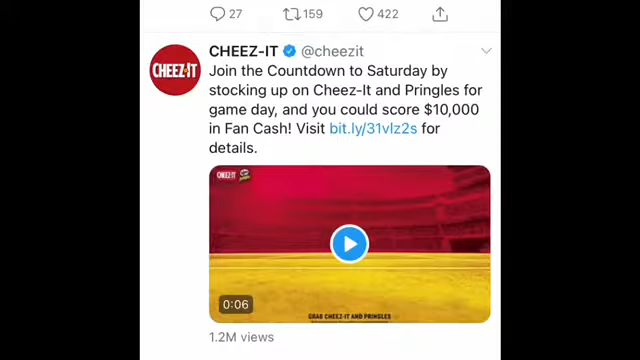 27 159 422
CHEEZ-IT @cheezit
CHEEZ-IT
Join the Countdown to Saturday by
stocking up on Cheez-It and Pringles for
game day, and you could score $10,000
in Fan Cash! Visit bit.ly/31vlz2s for
details.
CHEEZ-IT
0:06
GRAB CHEEZ-IT AND PRINGLES
1.2M views